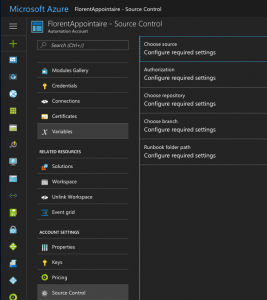 Microsoft Azure FlorentAppointaire - Source Control
FlorentAppointaire - Source Control
Automation Account
Search (Ctrl+/)
Modules Gallery
Credentials
Connections
Certificates
Variables
RELATED RESOURCES
Solutions
Workspace
Unlink Workspace
Event grid
ACCOUNT SETTINGS
Properties
Keys
Pricing
Source Control
Choose source
Configure required settings
Authorization
Configure required settings
Choose repository
Configure required settings
Choose branch
Configure required settings
Runbook folder path
Configure required settings